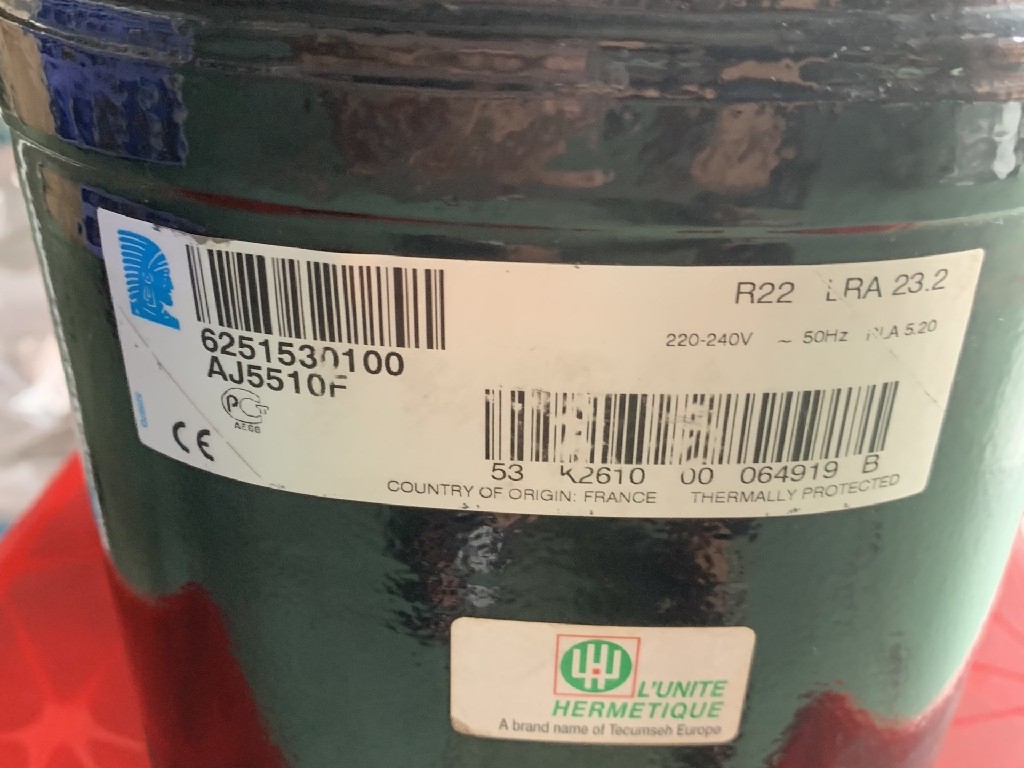 R22 LRA 23.2
220-240V ~ 50Hz RLA 5.20
6251530100
AJ5510F
CE
53 K2610 00 064919 B
COUNTRY OF ORIGIN: FRANCE THERMALLY PROTECTED
L'UNITE
HERMETIQUE
A brand name of Tecumseh Europe